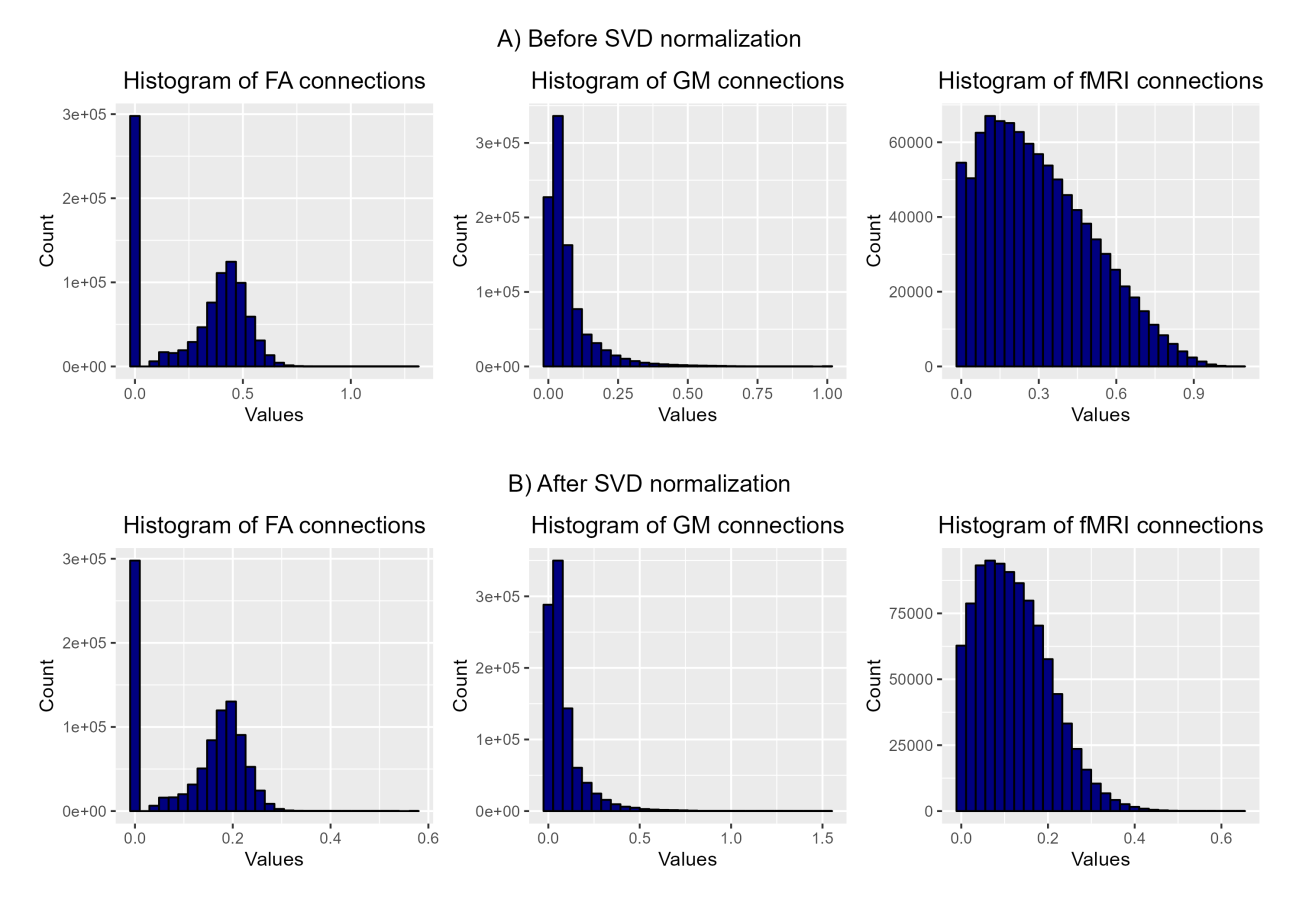 A) Before SVD normalization
Histogram of FA connections
3e+05
2e+05
1e+05
0e+00
Count
0.0 0.5 1.0
Values
Histogram of GM connections
3e+05
2e+05
1e+05
0e+00
Count
0.00 0.25 0.50 0.75 1.00
Values
Histogram of fMRI connections
60000
40000
20000
0
Count
0.0 0.3 0.6 0.9
Values
B) After SVD normalization
Histogram of FA connections
3e+05
2e+05
1e+05
0e+00
Count
0.0 0.2 0.4 0.6
Values
Histogram of GM connections
3e+05
2e+05
1e+05
0e+00
Count
0.0 0.5 1.0 1.5
Values
Histogram of fMRI connections
75000
50000
25000
0
Count
0.0 0.2 0.4 0.6
Values